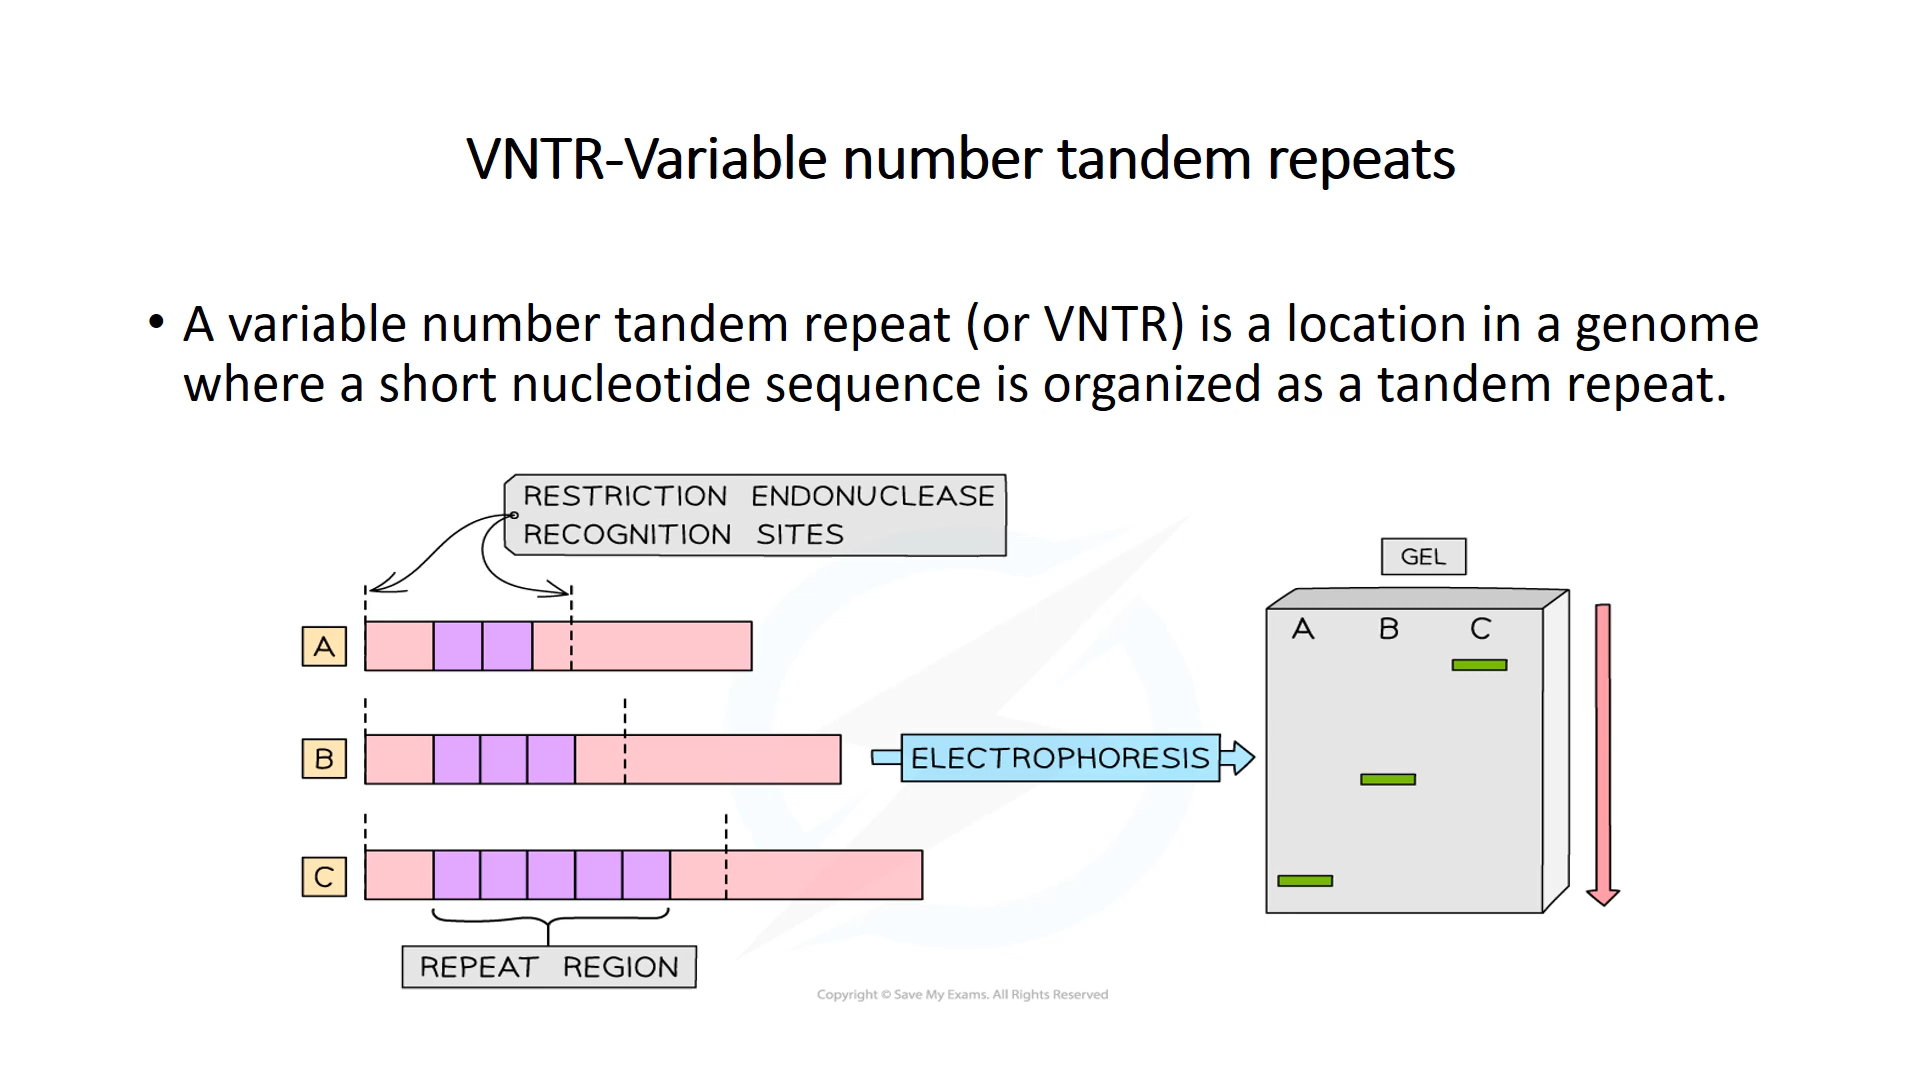 VNTR-Variable number tandem repeats
• A variable number tandem repeat (or VNTR) is a location in a genome
where a short nucleotide sequence is organized as a tandem repeat.
RESTRICTION ENDONUCLEASE
RECOGNITION SITES
GEL
A B C
A
B
ELECTROPHORESIS
C
REPEAT REGION
Copyright © Save My Exams. All Rights Reserved